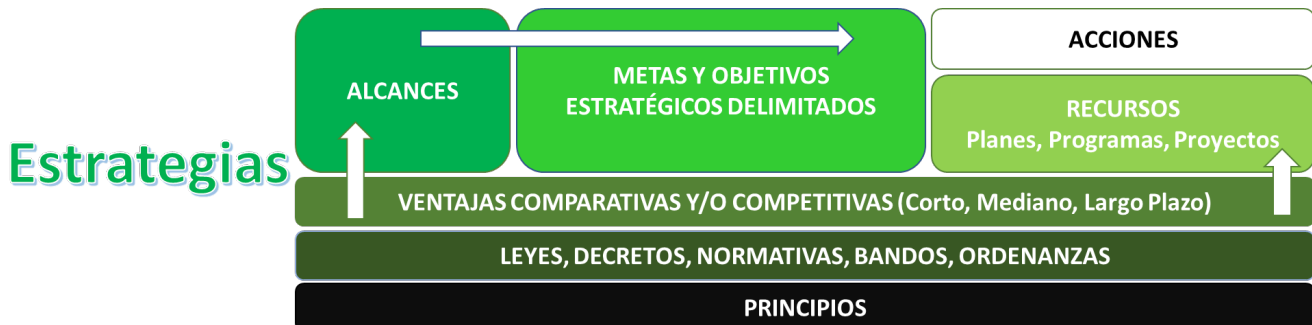 Estrategias
ALCANCES
METAS Y OBJETIVOS
ESTRATÉGICOS DELIMITADOS
ACCIONES
RECURSOS
Planes, Programas, Proyectos
VENTAJAS COMPARATIVAS Y/O COMPETITIVAS (Corto, Mediano, Largo Plazo)
LEYES, DECRETOS, NORMATIVAS, BANDOS, ORDENANZAS
PRINCIPIOS